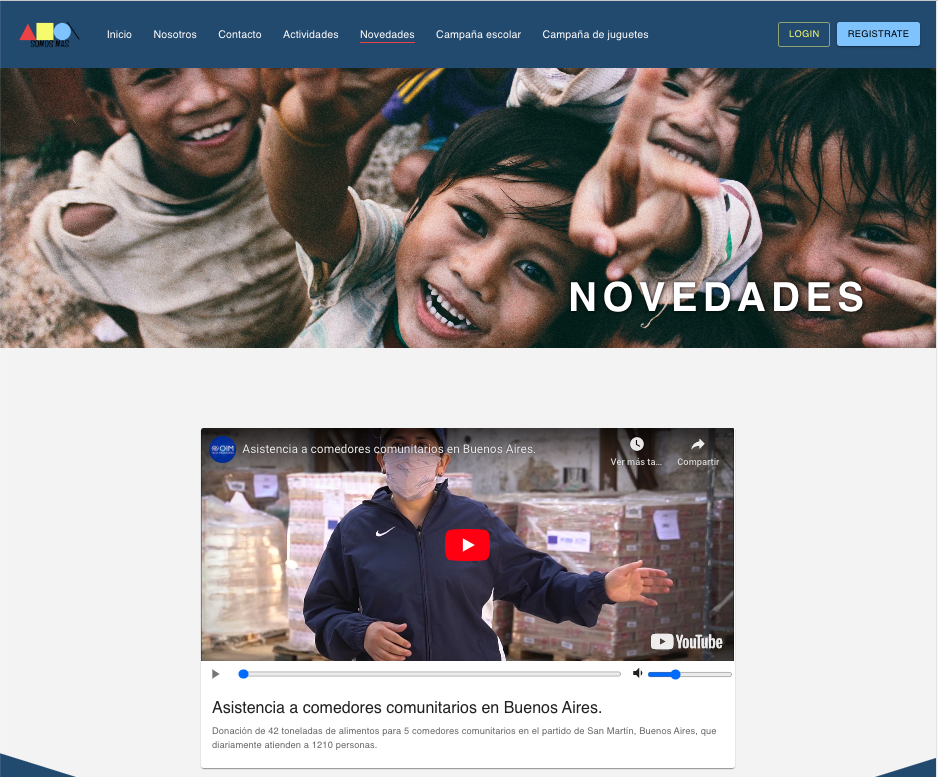 SOMOS MAS
Inicio
Nosotros
Contacto
Actividades
Novedades
Campaña escolar
Campaña de juguetes
LOGIN
REGISTRATE
NOVEDADES
OIM
Asistencia a comedores comunitarios en Buenos Aires.
Ver más ta...
Compartir
YouTube
Asistencia a comedores comunitarios en Buenos Aires.
Donación de 42 toneladas de alimentos para 5 comedores comunitarios en el partido de San Martín, Buenos Aires, que
diariamente atienden a 1210 personas.